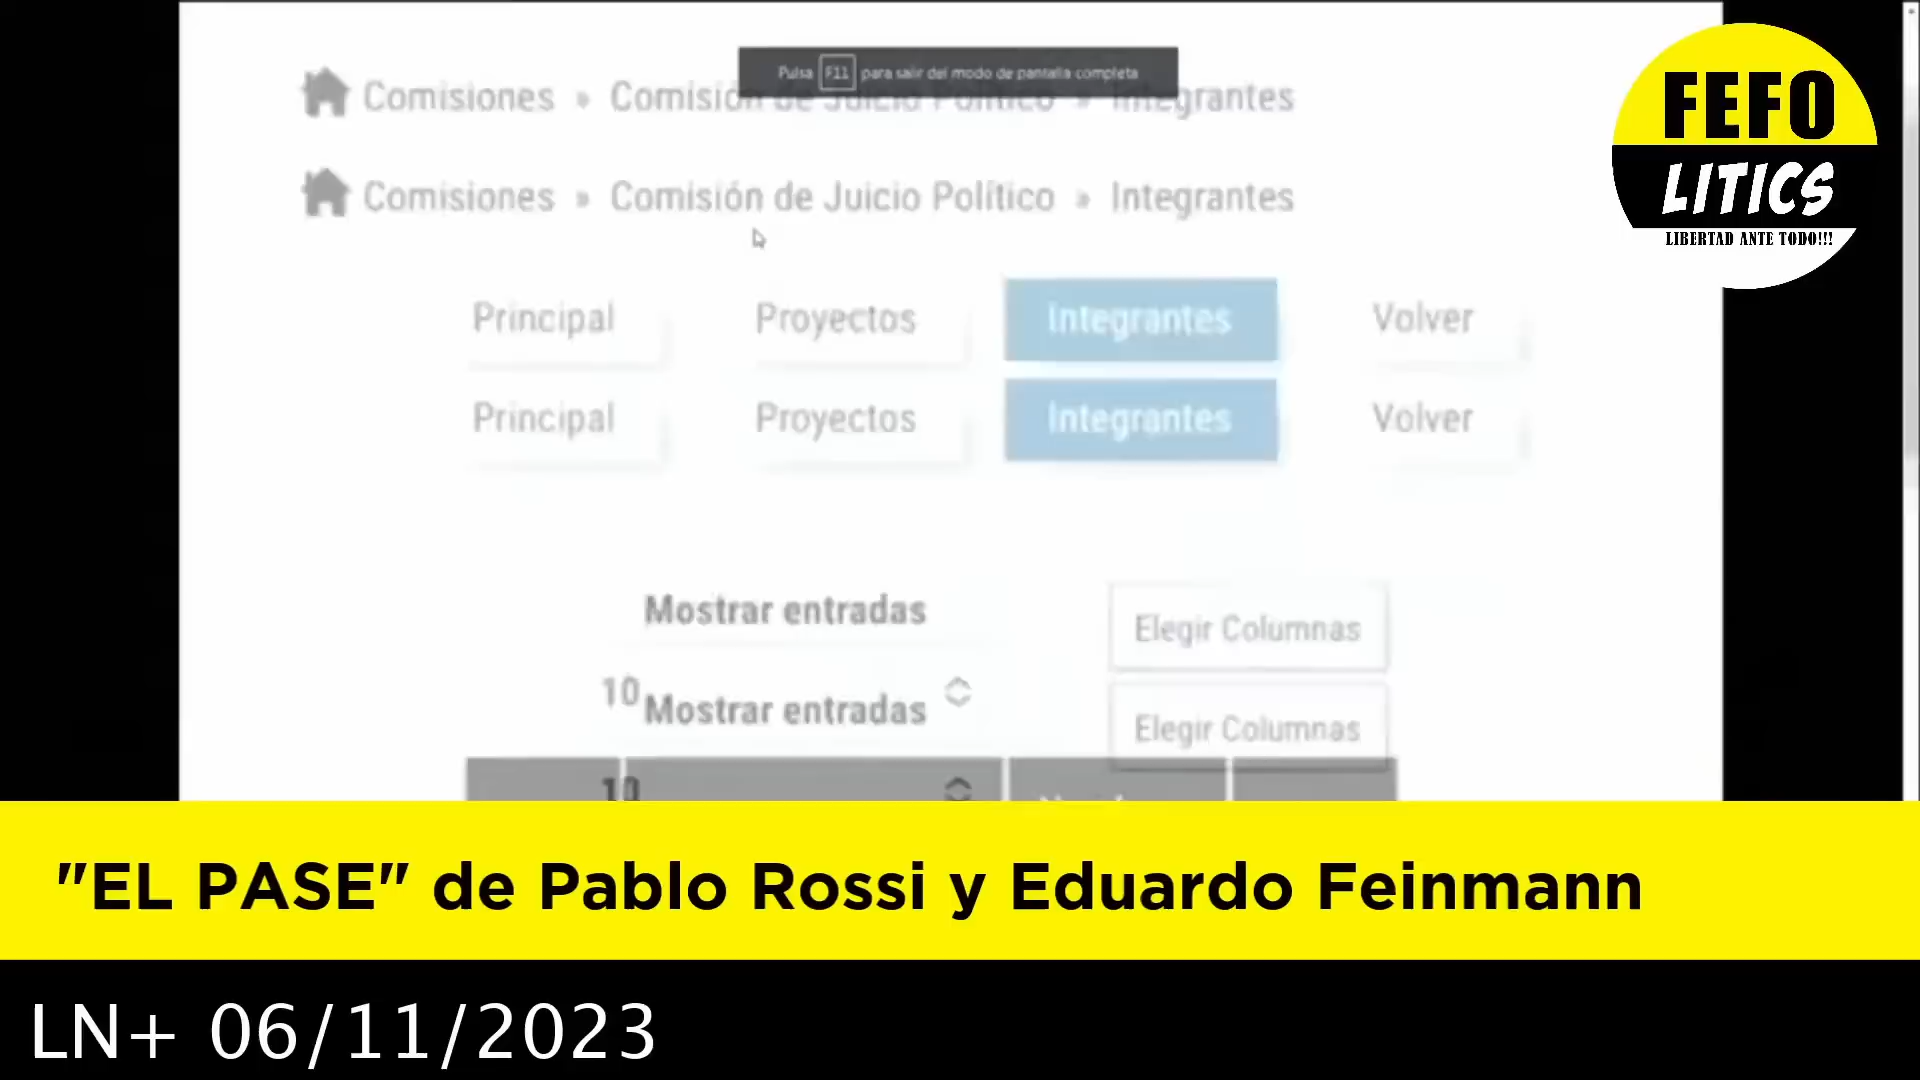 Pulsa F11 para salir del modo de pantalla completa
Comisiones » Comisión de Juicio Político » Integrantes
Comisiones » Comisión de Juicio Político » Integrantes
FEFO
LITICS
LIBERTAD ANTE TODO!!!
Principal Proyectos Integrantes Volver
Principal Proyectos Integrantes Volver
Mostrar entradas
Elegir Columnas
10
Mostrar entradas
Elegir Columnas
10
"EL PASE" de Pablo Rossi y Eduardo Feinmann
LN+ 06/11/2023